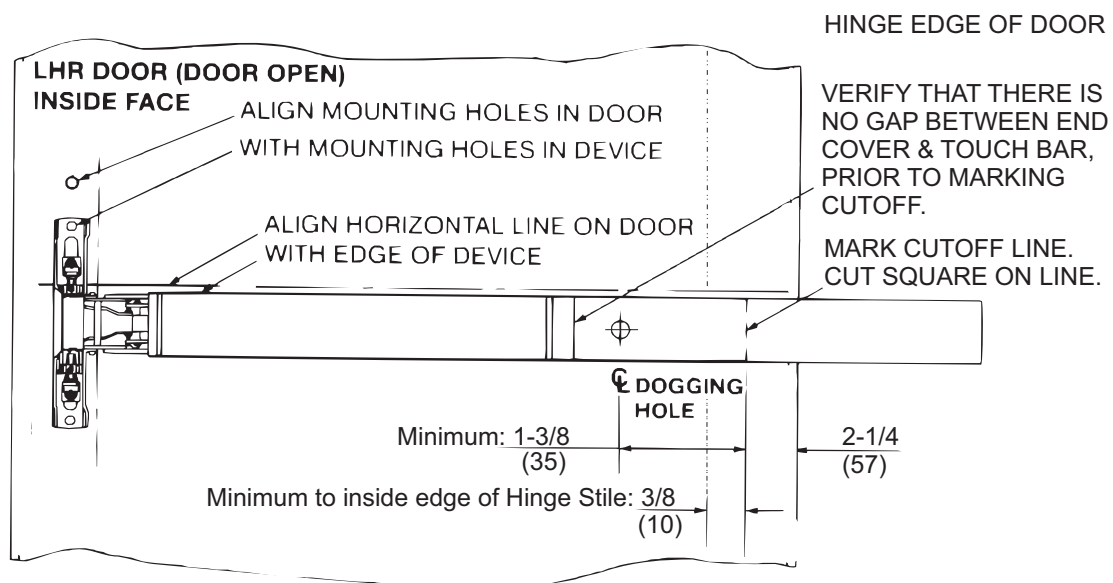 HINGE EDGE OF DOOR
LHR DOOR (DOOR OPEN)
INSIDE FACE
ALIGN MOUNTING HOLES IN DOOR
WITH MOUNTING HOLES IN DEVICE
VERIFY THAT THERE IS
NO GAP BETWEEN END
COVER & TOUCH BAR,
PRIOR TO MARKING
CUTOFF.
ALIGN HORIZONTAL LINE ON DOOR
WITH EDGE OF DEVICE
MARK CUTOFF LINE.
CUT SQUARE ON LINE.
℄ DOGGING
HOLE
Minimum: 1-3/8
(35)
2-1/4
(57)
Minimum to inside edge of Hinge Stile: 3/8
(10)